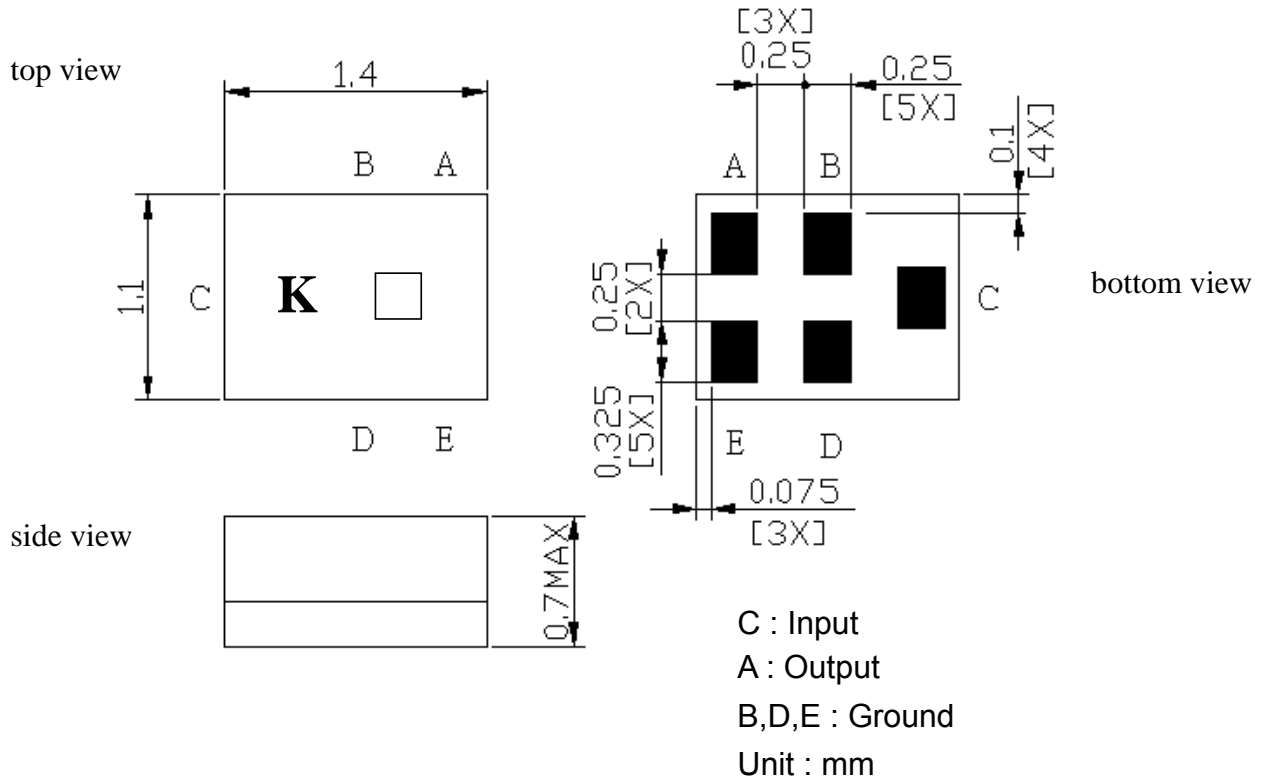 top view
1.4
B A
1.1
C
K
D E
side view
0.7MAX
[3X]
0.25
0.25
[5X]
0.1
[4X]
A B
0.25
[2X]
C
bottom view
0.325
[5X]
E D
0.075
[3X]
C : Input
A : Output
B,D,E : Ground
Unit : mm